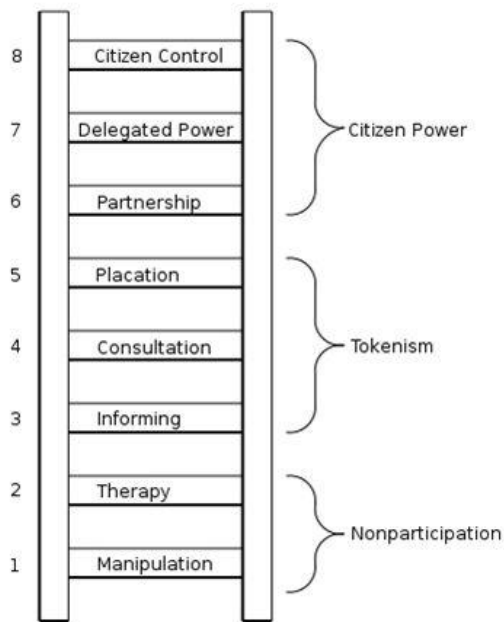 8 Citizen Control
7 Delegated Power
Citizen Power
6 Partnership
5 Placation
4 Consultation
Tokenism
3 Informing
2 Therapy
Nonparticipation
1 Manipulation